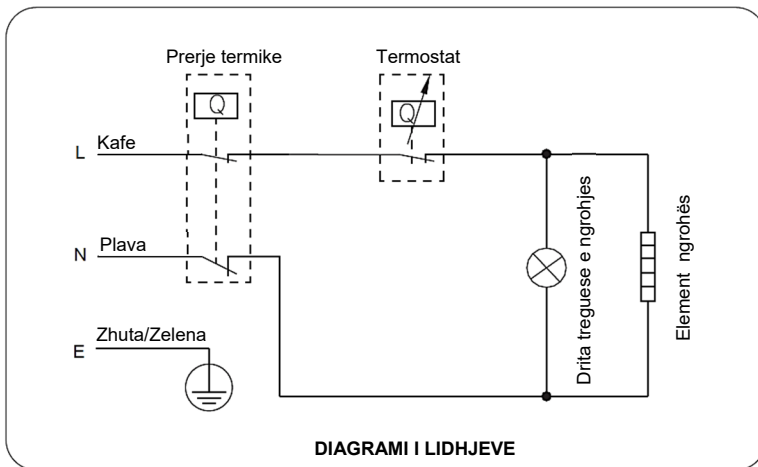 Prerje termike
Termostat
Q
Q
L
Kafe
N
Plava
E
Zhuta/Zelena
Drita treguese e ngrohjes
Element ngrohës
DIAGRAMI I LIDHJEVE